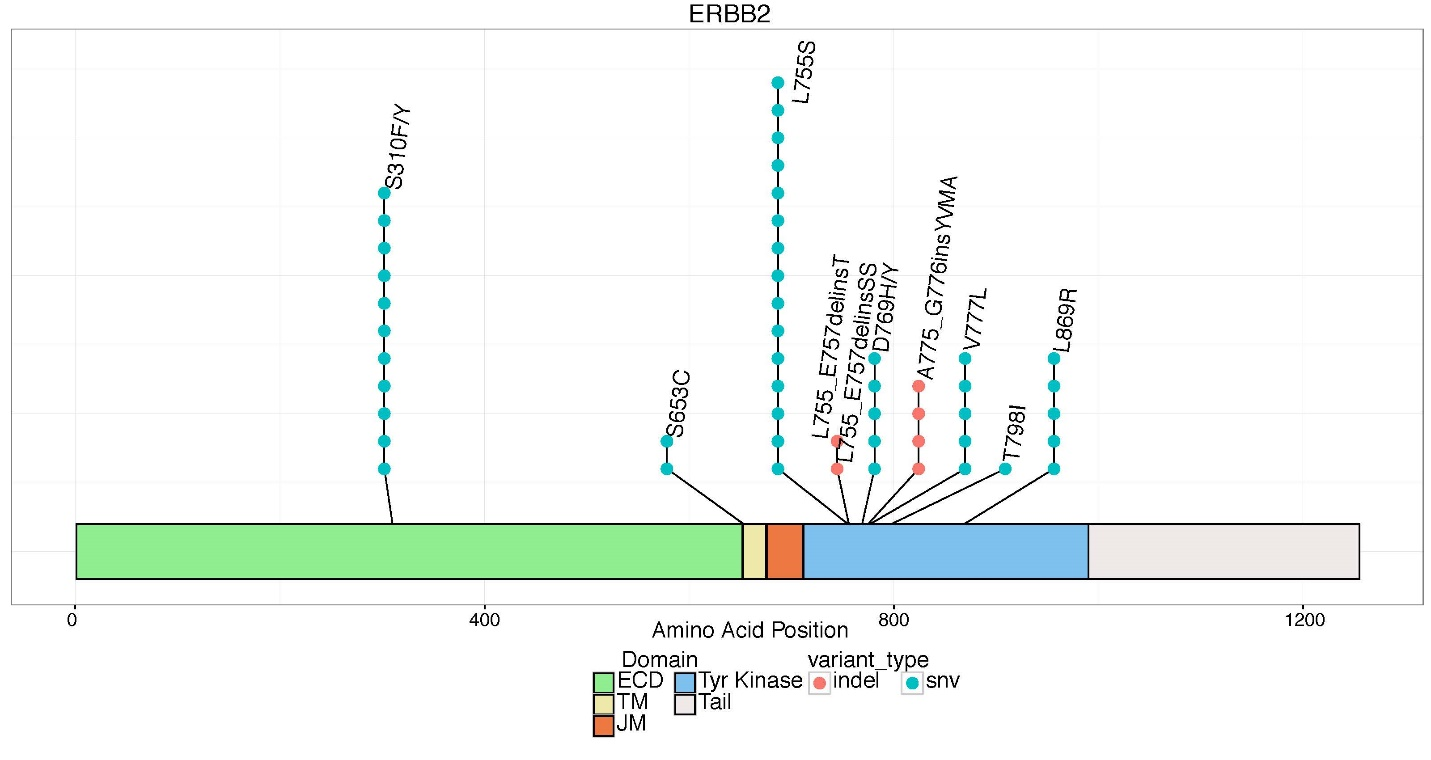 ERBB2
S310F/Y
S653C
L755S
L755_E757delinsT
L755_E757delinsSS
D769H/Y
A775_G776insYVMA
V777L
T798I
L869R
0
400
800
1200
Amino Acid Position
Domain
variant_type
ECD
Tyr Kinase
indel
snv
TM
Tail
JM